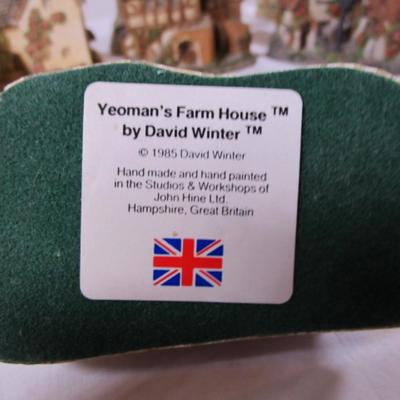 Yeoman's Farm House ™
by David Winter ™
© 1985 David Winter
Hand made and hand painted
in the Studios & Workshops of
John Hine Ltd.
Hampshire, Great Britain